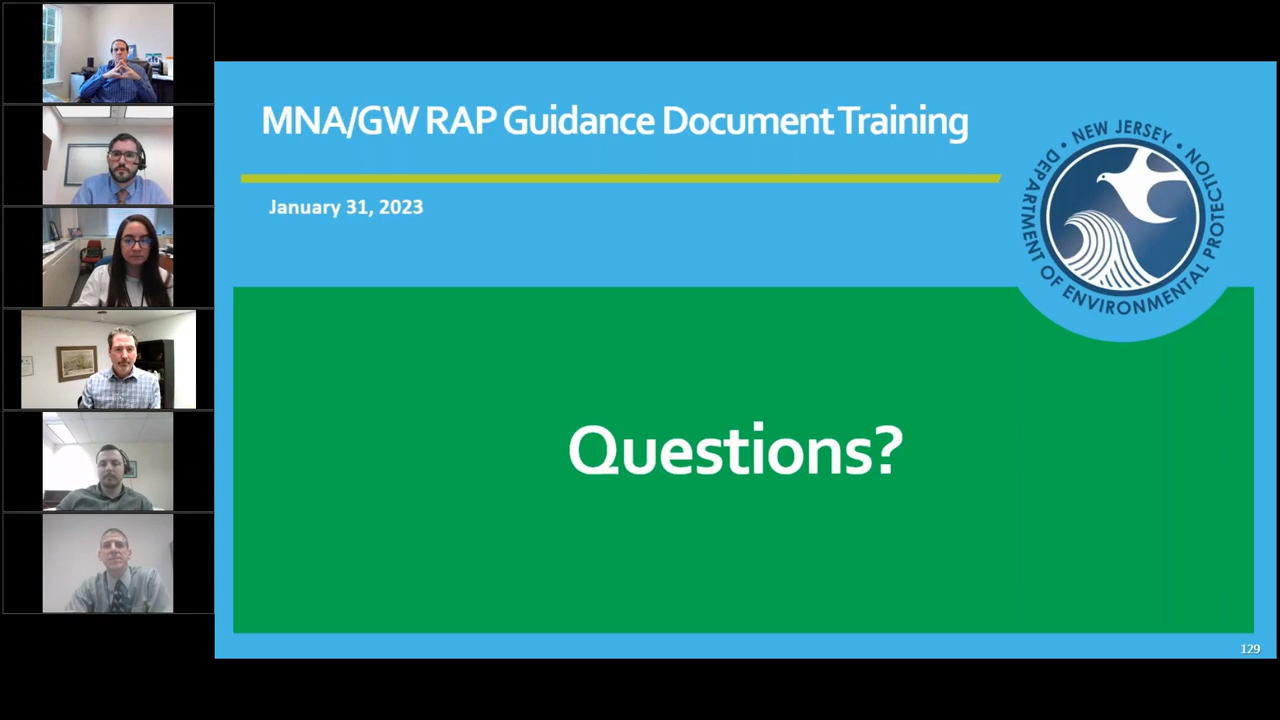 MNA/GW RAP Guidance Document Training
January 31, 2023
• NEW JERSEY •
DEPARTMENT OF ENVIRONMENTAL PROTECTION
Questions?
129